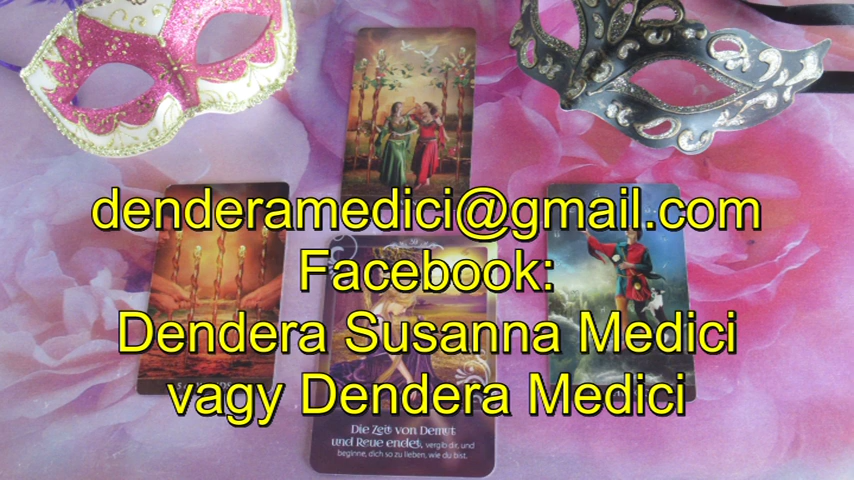 denderamedici@gmail.com
Facebook:
Dendera Susanna Medici
vagy Dendera Medici
Die Zeit von Demut
und Reue endet, vergib dir, und
beginne, dich so zu lieben, wie du bist.